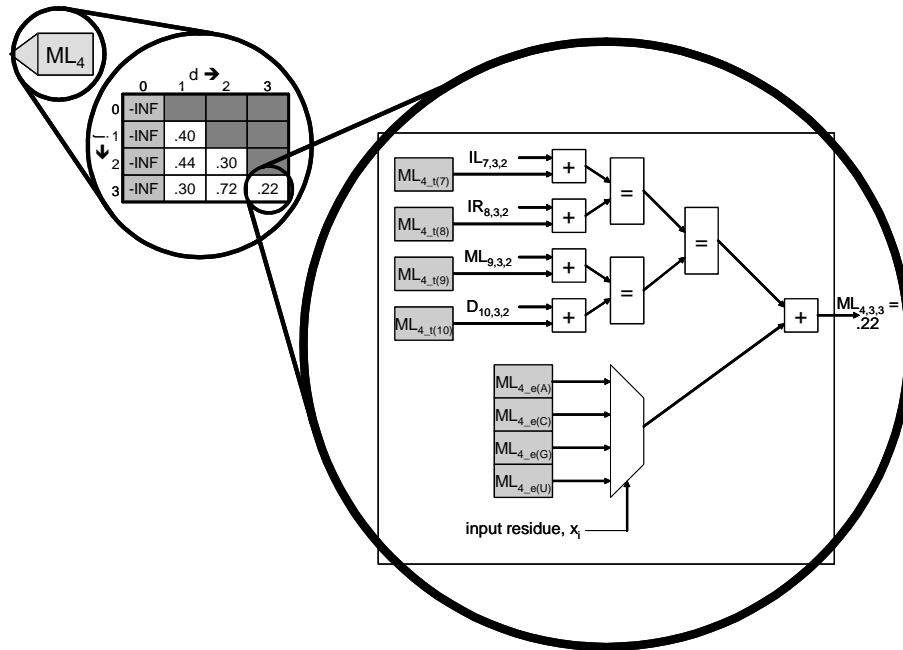 ML4
d ➔
0 1 2 3
j ➔
0 -INF
1 -INF .40
2 -INF .44 .30
3 -INF .30 .72 .22
ML4_t(7) IL7,3,2 +
=
ML4_t(8) IR8,3,2 +
=
ML4_t(9) ML9,3,2 +
=
ML4_t(10) D10,3,2 +
+ ML4,3,3 =
.22
ML4_e(A)
ML4_e(C)
ML4_e(G)
ML4_e(U)
input residue, xi